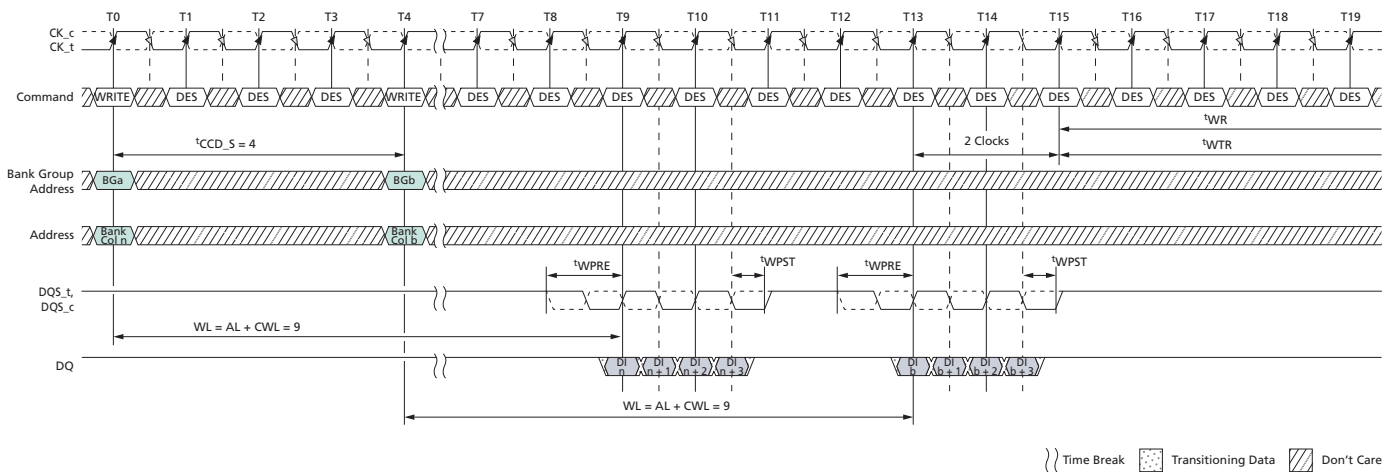 T0 T1 T2 T3 T4 T7 T8 T9 T10 T11 T12 T13 T14 T15 T16 T17 T18 T19
CK_c
CK_t
Command WRITE DES DES DES WRITE DES DES DES DES DES DES DES DES DES DES DES DES DES
tWR
tCCD_S = 4 2 Clocks
tWTR
Bank Group
Address BGa BGb
Address Bank
Col n Bank
Col b
tWPRE tWPST tWPRE tWPST
DQS_t,
DQS_c
WL = AL + CWL = 9
DQ DI
n DI
n + 1 DI
n + 2 DI
n + 3 DI
b DI
b + 1 DI
b + 2 DI
b + 3
WL = AL + CWL = 9
Time Break Transitioning Data Don't Care